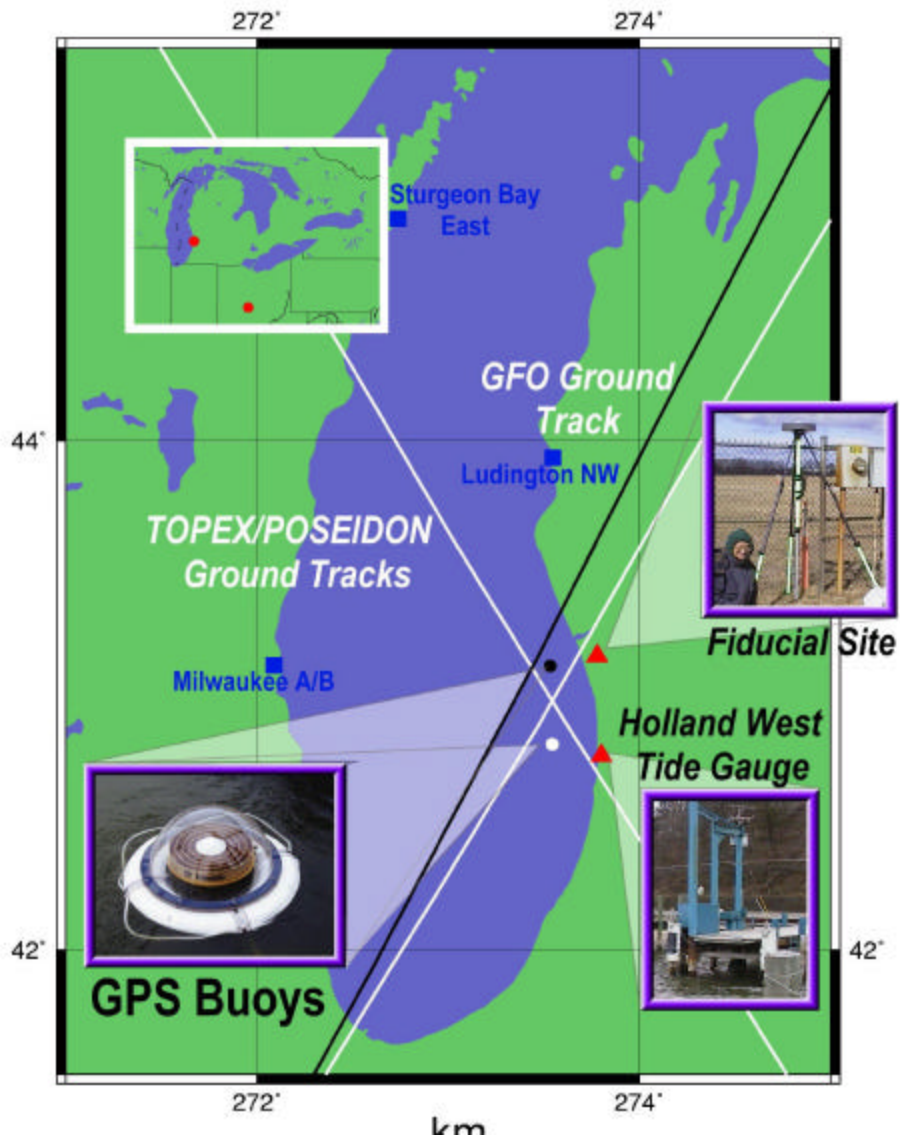 272°
274°
Sturgeon Bay
East
GFO Ground
Track
44°
Ludington NW
TOPEX/POSEIDON
Ground Tracks
Fiducial Site
Milwaukee A/B
Holland West
Tide Gauge
42°
42°
GPS Buoys
272°
274°
km